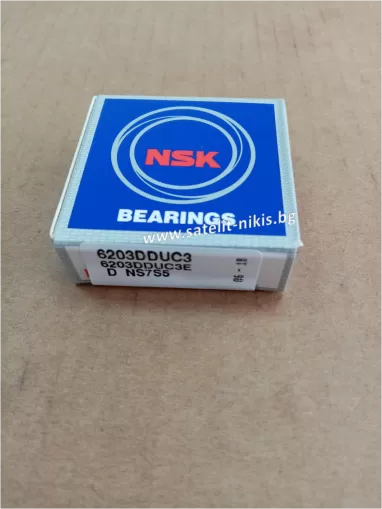 NSK
BEARINGS
www.satelit-nikis.bg
6203DDUC3
6203DDUC3E
D NS7S5